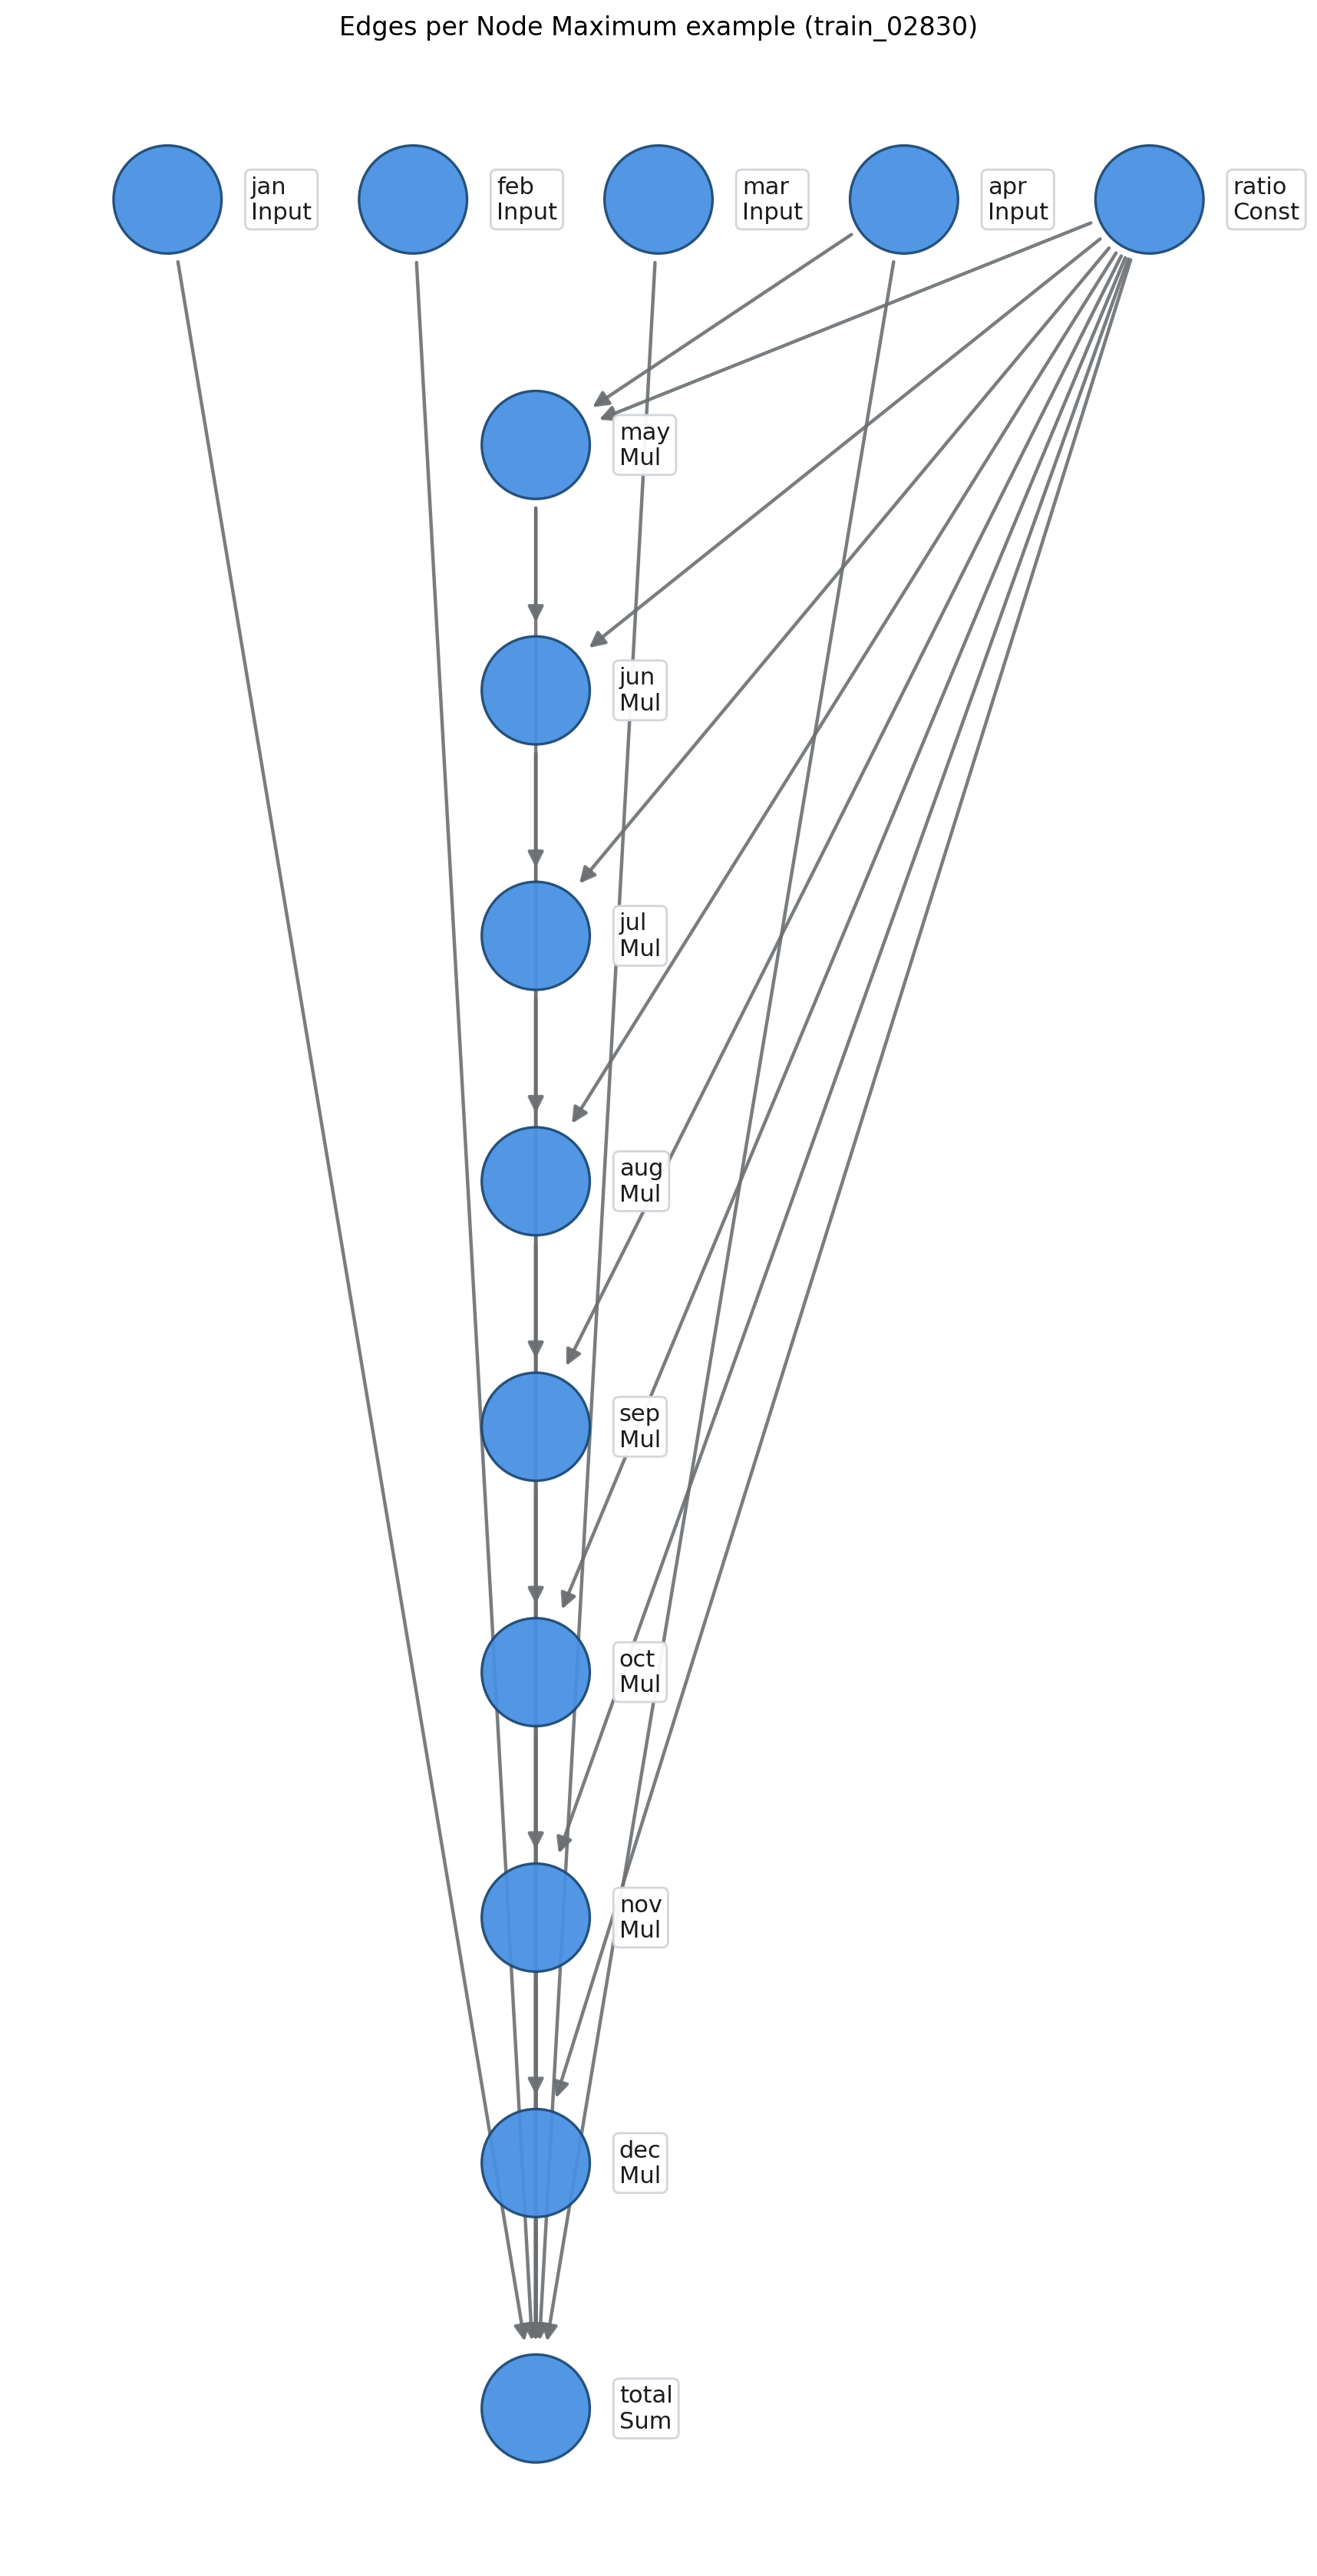 Edges per Node Maximum example (train_02830)
jan
Input
feb
Input
mar
Input
apr
Input
ratio
Const
may
Mul
jun
Mul
jul
Mul
aug
Mul
sep
Mul
oct
Mul
nov
Mul
dec
Mul
total
Sum